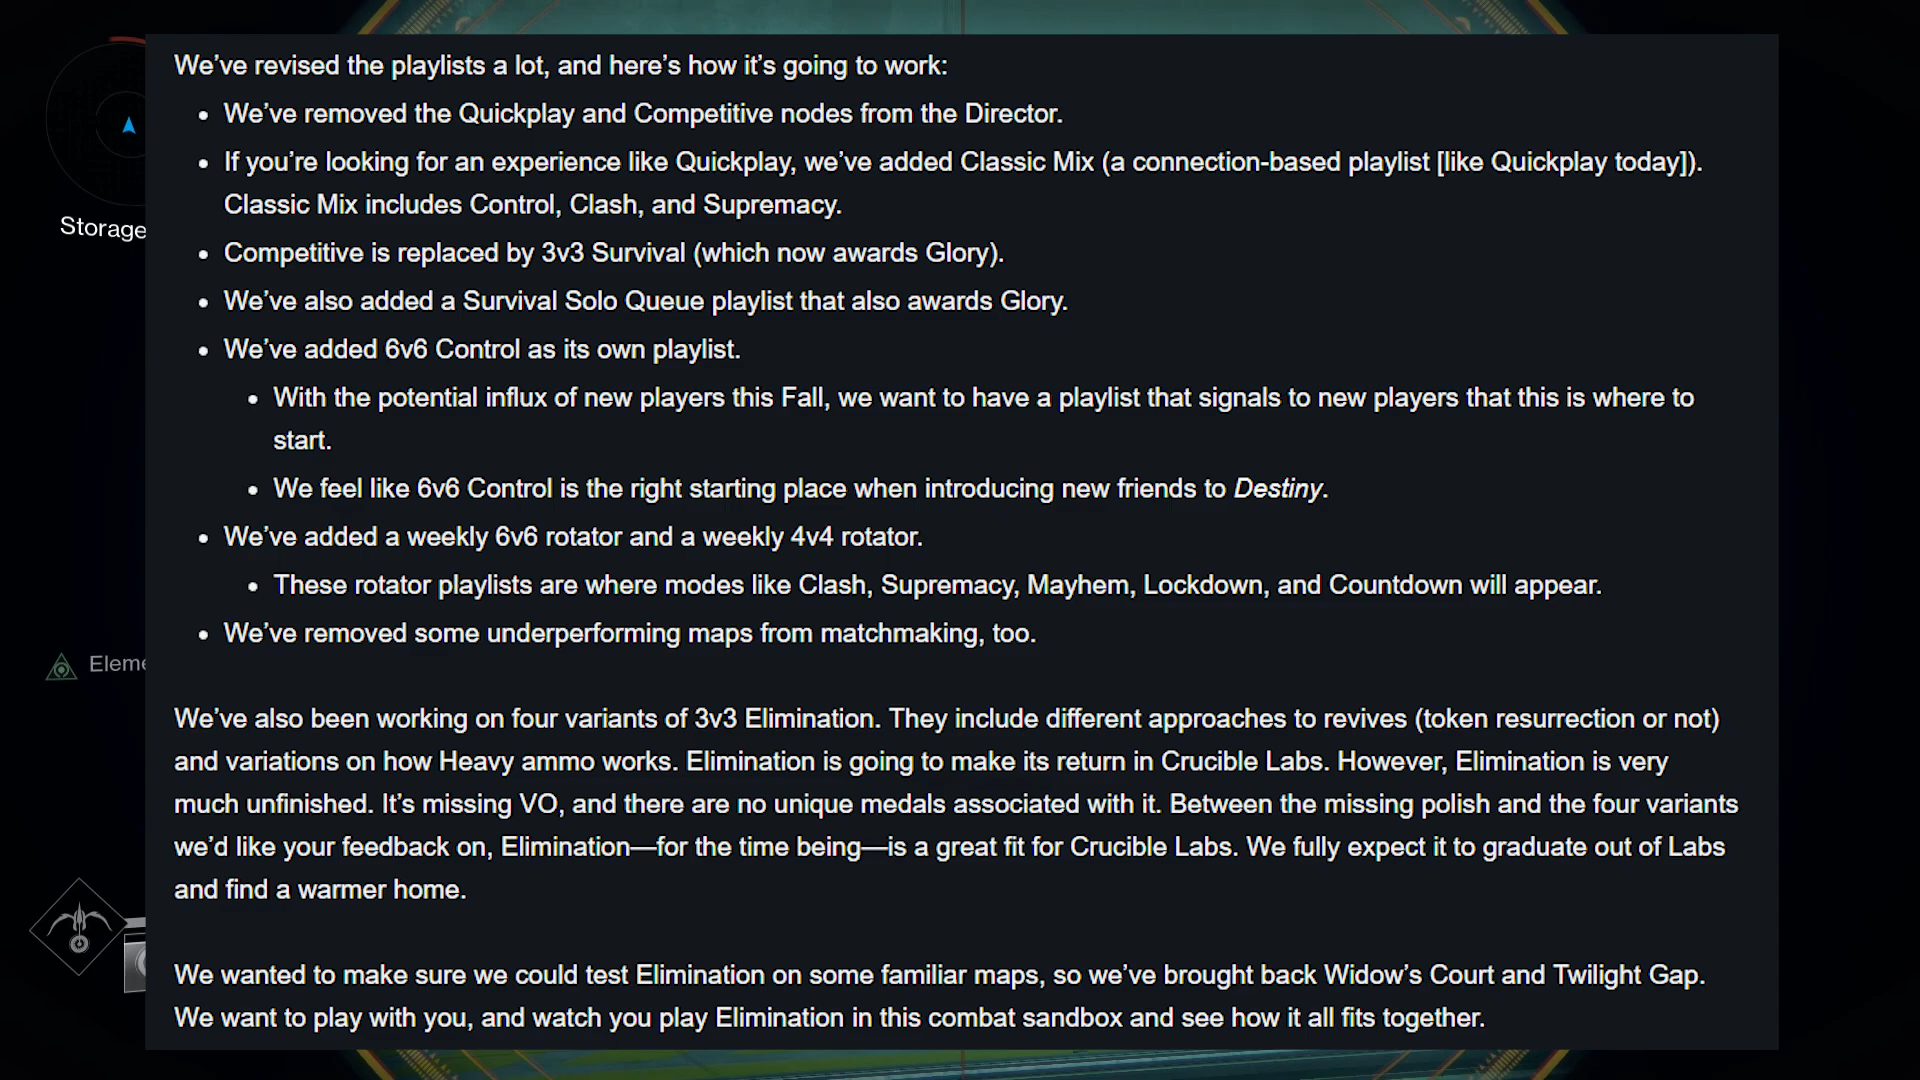 We’ve revised the playlists a lot, and here’s how it’s going to work:
• We’ve removed the Quickplay and Competitive nodes from the Director.
• If you’re looking for an experience like Quickplay, we’ve added Classic Mix (a connection-based playlist [like Quickplay today]).
Classic Mix includes Control, Clash, and Supremacy.
Storage
• Competitive is replaced by 3v3 Survival (which now awards Glory).
• We’ve also added a Survival Solo Queue playlist that also awards Glory.
• We’ve added 6v6 Control as its own playlist.
• With the potential influx of new players this Fall, we want to have a playlist that signals to new players that this is where to
start.
• We feel like 6v6 Control is the right starting place when introducing new friends to Destiny.
• We’ve added a weekly 6v6 rotator and a weekly 4v4 rotator.
• These rotator playlists are where modes like Clash, Supremacy, Mayhem, Lockdown, and Countdown will appear.
• We’ve removed some underperforming maps from matchmaking, too.
Eleme
We’ve also been working on four variants of 3v3 Elimination. They include different approaches to revives (token resurrection or not)
and variations on how Heavy ammo works. Elimination is going to make its return in Crucible Labs. However, Elimination is very
much unfinished. It’s missing VO, and there are no unique medals associated with it. Between the missing polish and the four variants
we’d like your feedback on, Elimination—for the time being—is a great fit for Crucible Labs. We fully expect it to graduate out of Labs
and find a warmer home.
We wanted to make sure we could test Elimination on some familiar maps, so we’ve brought back Widow’s Court and Twilight Gap.
We want to play with you, and watch you play Elimination in this combat sandbox and see how it all fits together.